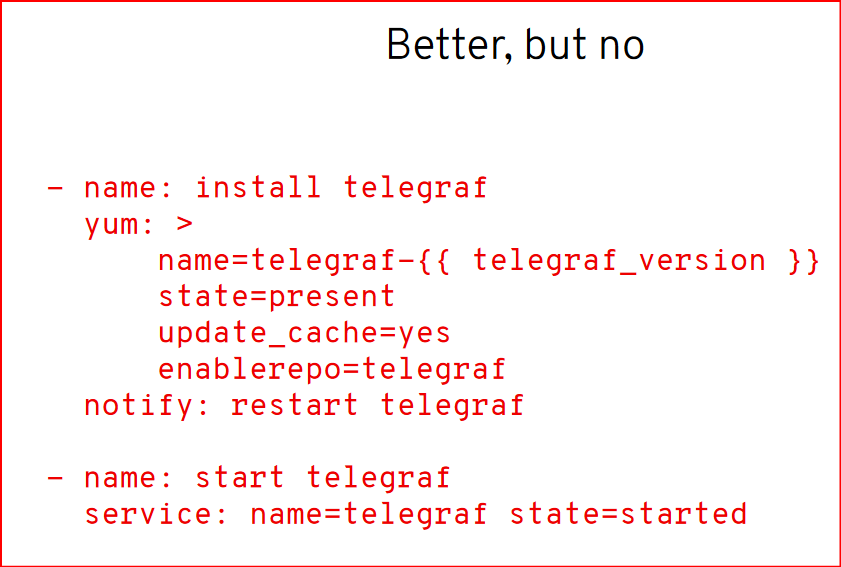 Better, but no
- name: install telegraf
  yum: >
      name=telegraf-{{ telegraf_version }}
      state=present
      update_cache=yes
      enablerepo=telegraf
  notify: restart telegraf
- name: start telegraf
  service: name=telegraf state=started